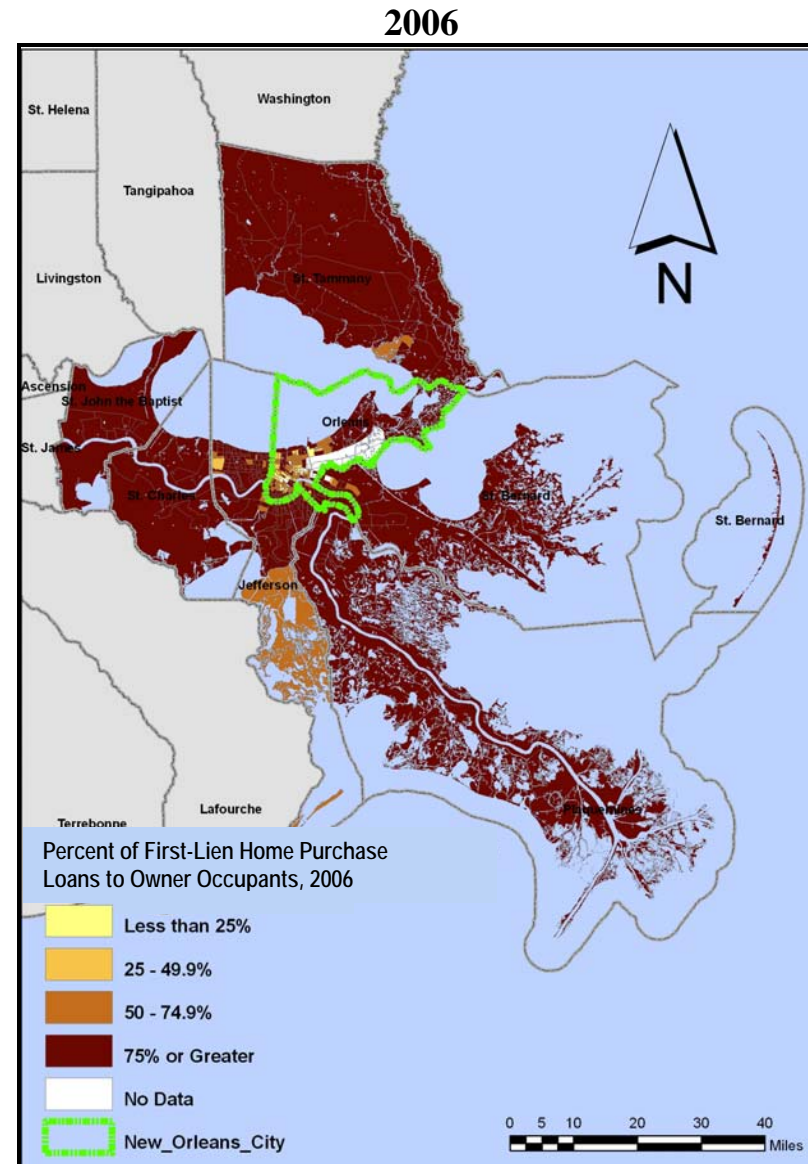 2006
Washington
St. Helena
Tangipahoa
Livingston
St. Tammany
N
Ascension
St. John the Baptist
Orleans
St. James
St. Charles
St. Bernard
St. Bernard
Jefferson
Lafourche
Plaquemines
Terrebonne
Percent of First-Lien Home Purchase
Loans to Owner Occupants, 2006
Less than 25%
25 - 49.9%
50 - 74.9%
75% or Greater
No Data
New_Orleans_City
0 5 10 20 30 40
Miles